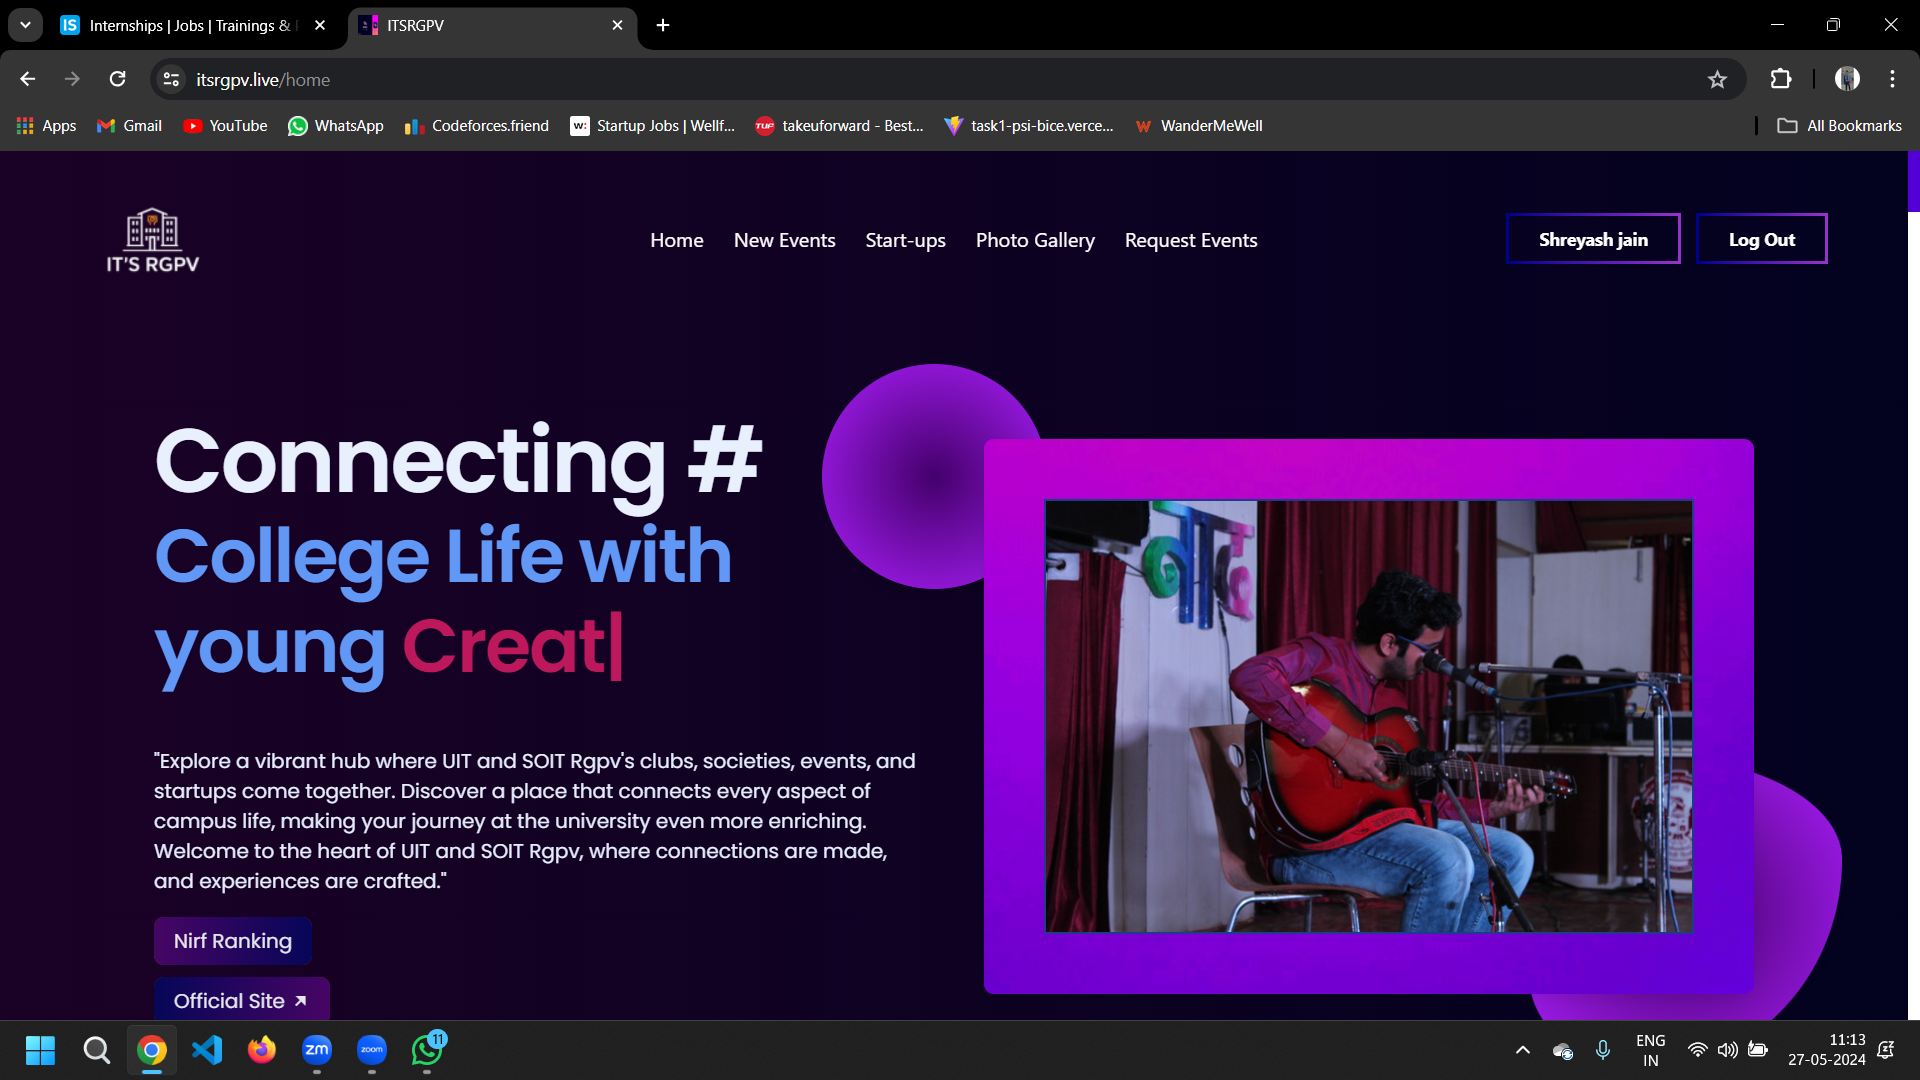 Internships | Jobs | Trainings &
ITSRGPV
itsrgpv.live/home
Apps
Gmail
YouTube
WhatsApp
Codeforces.friend
Startup Jobs | Wellf...
takeuforward - Best...
task1-psi-bice.verce...
WanderMeWell
All Bookmarks
IT'S RGPV
Home
New Events
Start-ups
Photo Gallery
Request Events
Shreyash jain
Log Out
Connecting #
College Life with
young Creat|
नाद
"Explore a vibrant hub where UIT and SOIT Rgpv's clubs, societies, events, and
startups come together. Discover a place that connects every aspect of
campus life, making your journey at the university even more enriching.
Welcome to the heart of UIT and SOIT Rgpv, where connections are made,
and experiences are crafted."
Nirf Ranking
Official Site
zm
zoom
11
ENG
IN
11:13
27-05-2024